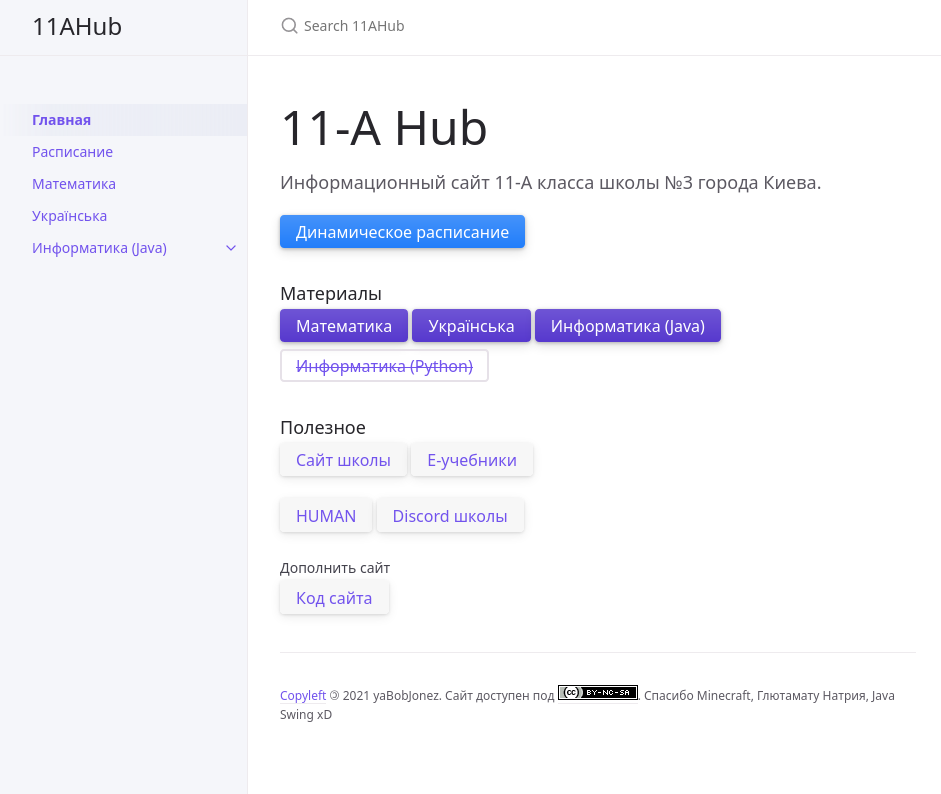 11AHub
Search 11AHub
Главная
Расписание
Математика
Українська
Информатика (Java)
11-А Hub
Информационный сайт 11-А класса школы №3 города Киева.
Динамическое расписание
Материалы
Математика Українська Информатика (Java)
Информатика (Python)
Полезное
Сайт школы Е-учебники
HUMAN Discord школы
Дополнить сайт
Код сайта
Copyleft 🄯 2021 yaBobJonez. Сайт доступен под cc BY-NC-SA. Спасибо Minecraft, Глютамату Натрия, Java
Swing xD